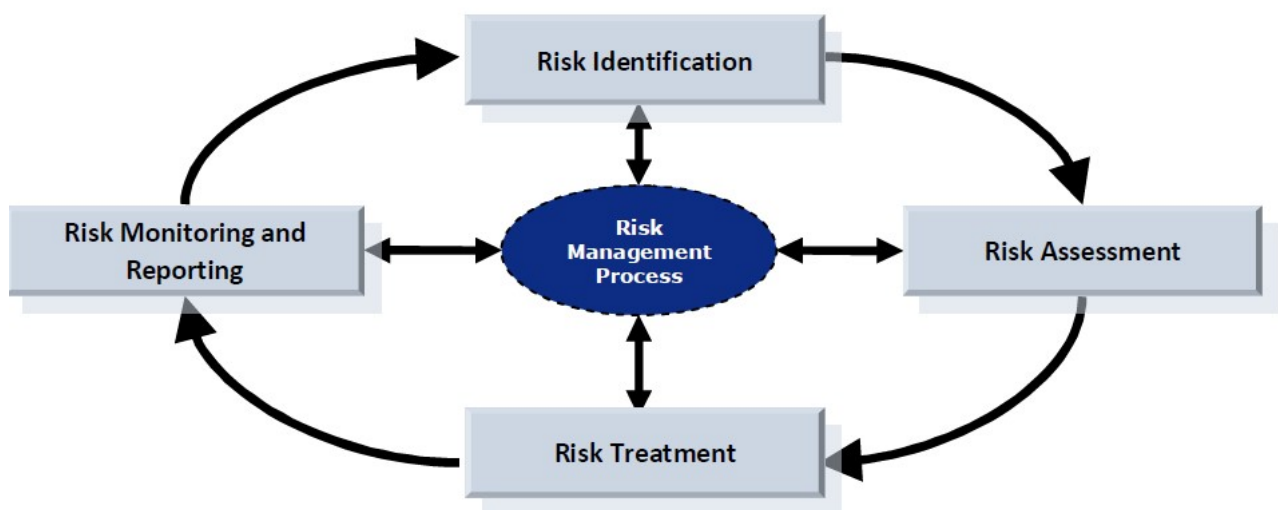 Risk Identification
Risk Monitoring and
Reporting
Risk
Management
Process
Risk Assessment
Risk Treatment